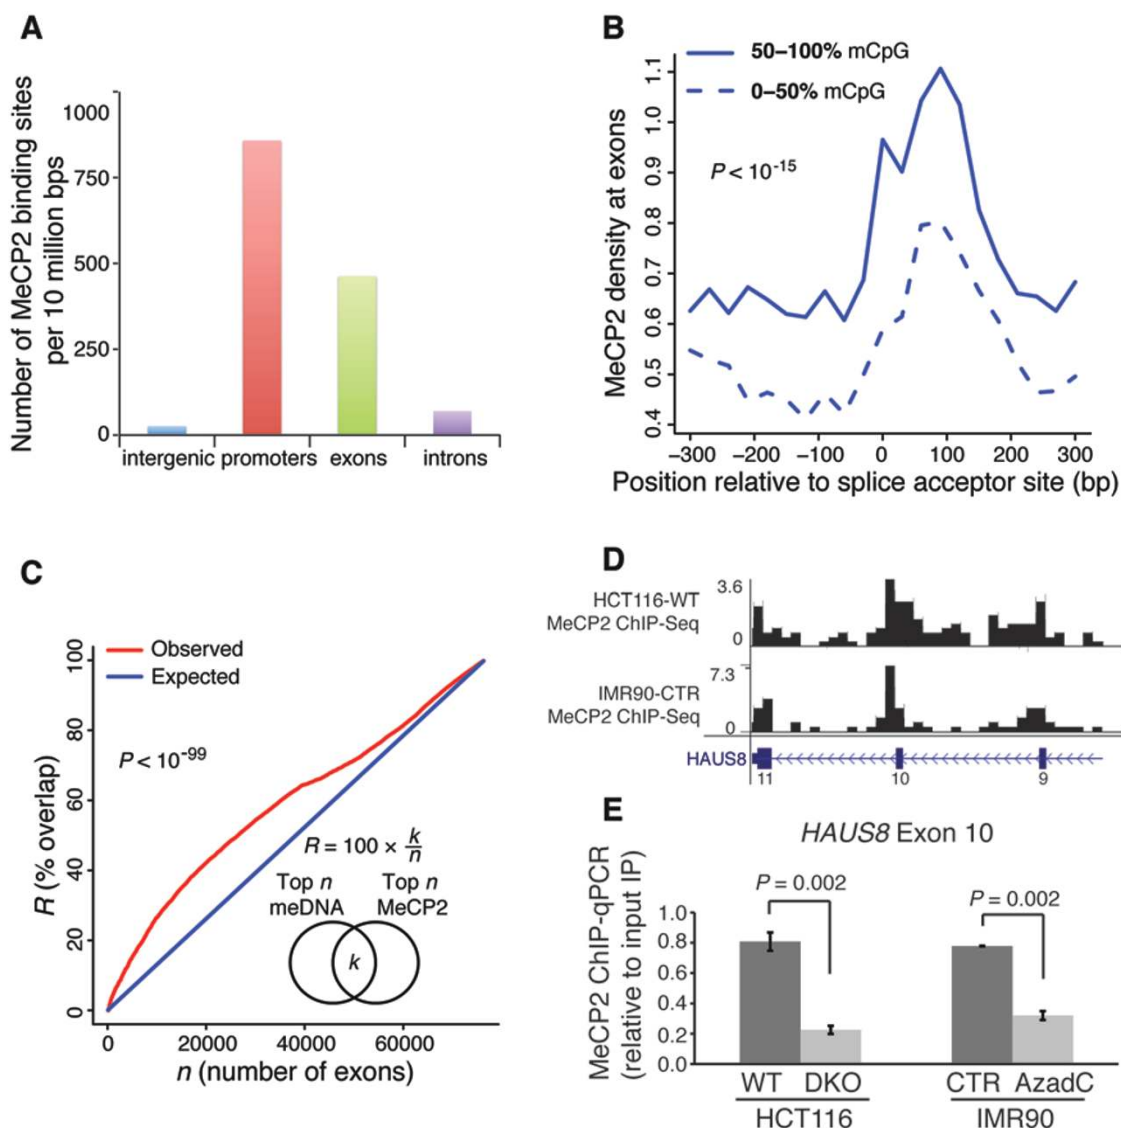 A
Number of MeCP2 binding sites
per 10 million bps
1000
750
500
250
0
intergenic promoters exons introns
B
50–100% mCpG
0–50% mCpG
P < 10-15
MeCP2 density at exons
1.1
1.0
0.9
0.8
0.7
0.6
0.5
0.4
−300 −200 −100 0 100 200 300
Position relative to splice acceptor site (bp)
C
Observed
Expected
P < 10-99
R (% overlap)
100
80
60
40
20
0
R = 100 × k/n
Top n
meDNA
Top n
MeCP2
k
0 20000 40000 60000
n (number of exons)
D
HCT116-WT
MeCP2 ChIP-Seq
3.6
0
IMR90-CTR
MeCP2 ChIP-Seq
7.3
0
HAUS8
11 10 9
E
HAUS8 Exon 10
MeCP2 ChIP-qPCR
(relative to input IP)
P = 0.002
P = 0.002
1.0
0.8
0.6
0.4
0.2
0.0
WT DKO CTR AzadC
HCT116 IMR90